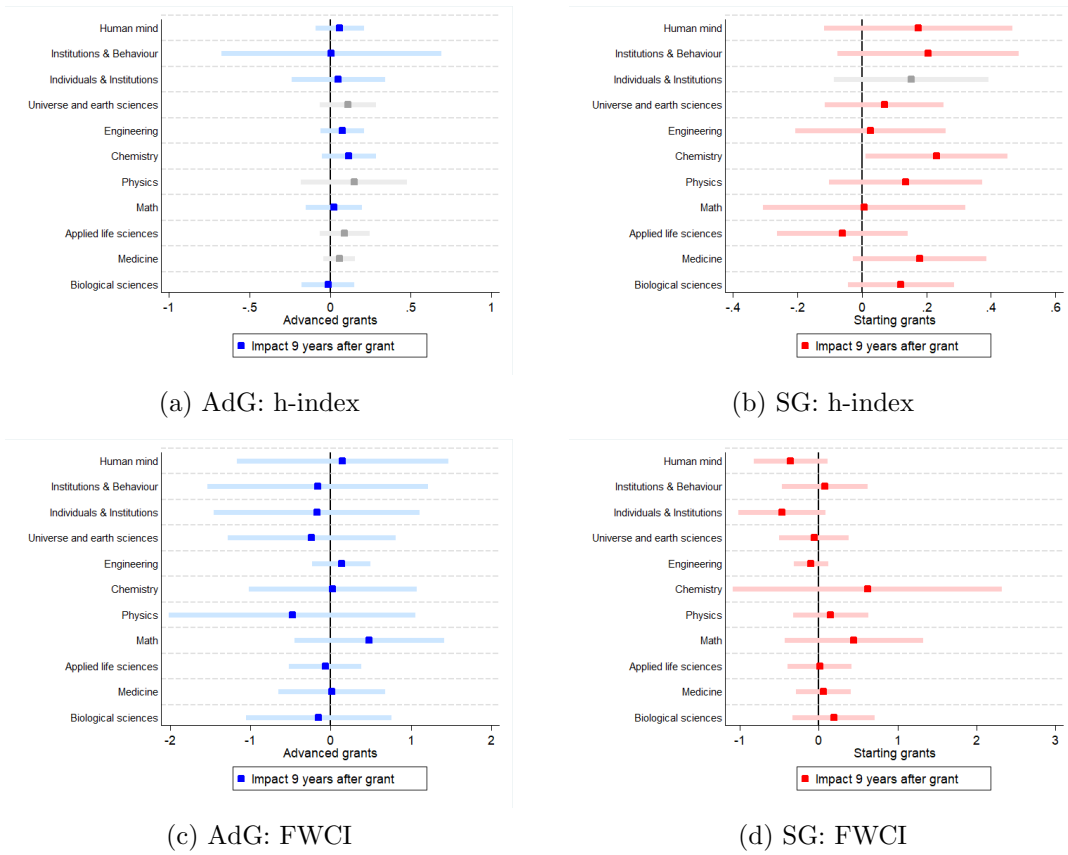 Human mind
Institutions & Behaviour
Individuals & Institutions
Universe and earth sciences
Engineering
Chemistry
Physics
Math
Applied life sciences
Medicine
Biological sciences
-1 -.5 0 .5 1
Advanced grants
Impact 9 years after grant
(a) AdG: h-index
Human mind
Institutions & Behaviour
Individuals & Institutions
Universe and earth sciences
Engineering
Chemistry
Physics
Math
Applied life sciences
Medicine
Biological sciences
-.4 -.2 0 .2 .4 .6
Starting grants
Impact 9 years after grant
(b) SG: h-index
Human mind
Institutions & Behaviour
Individuals & Institutions
Universe and earth sciences
Engineering
Chemistry
Physics
Math
Applied life sciences
Medicine
Biological sciences
-2 -1 0 1 2
Advanced grants
Impact 9 years after grant
(c) AdG: FWCI
Human mind
Institutions & Behaviour
Individuals & Institutions
Universe and earth sciences
Engineering
Chemistry
Physics
Math
Applied life sciences
Medicine
Biological sciences
-1 0 1 2 3
Starting grants
Impact 9 years after grant
(d) SG: FWCI